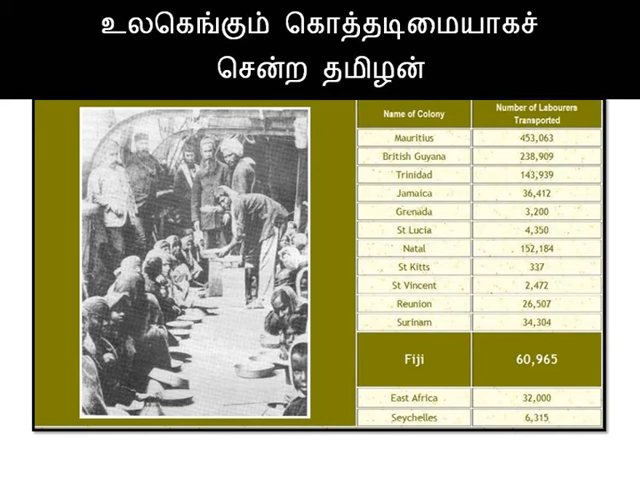 உலகெங்கும் கொத்தடிமையாகச்
சென்ற தமிழன்
Name of Colony Number of Labourers Transported
Mauritius 453,063
British Guyana 238,909
Trinidad 143,939
Jamaica 36,412
Grenada 3,200
St Lucia 4,350
Natal 152,184
St Kitts 337
St Vincent 2,472
Reunion 26,507
Surinam 34,304
Fiji 60,965
East Africa 32,000
Seychelles 6,315